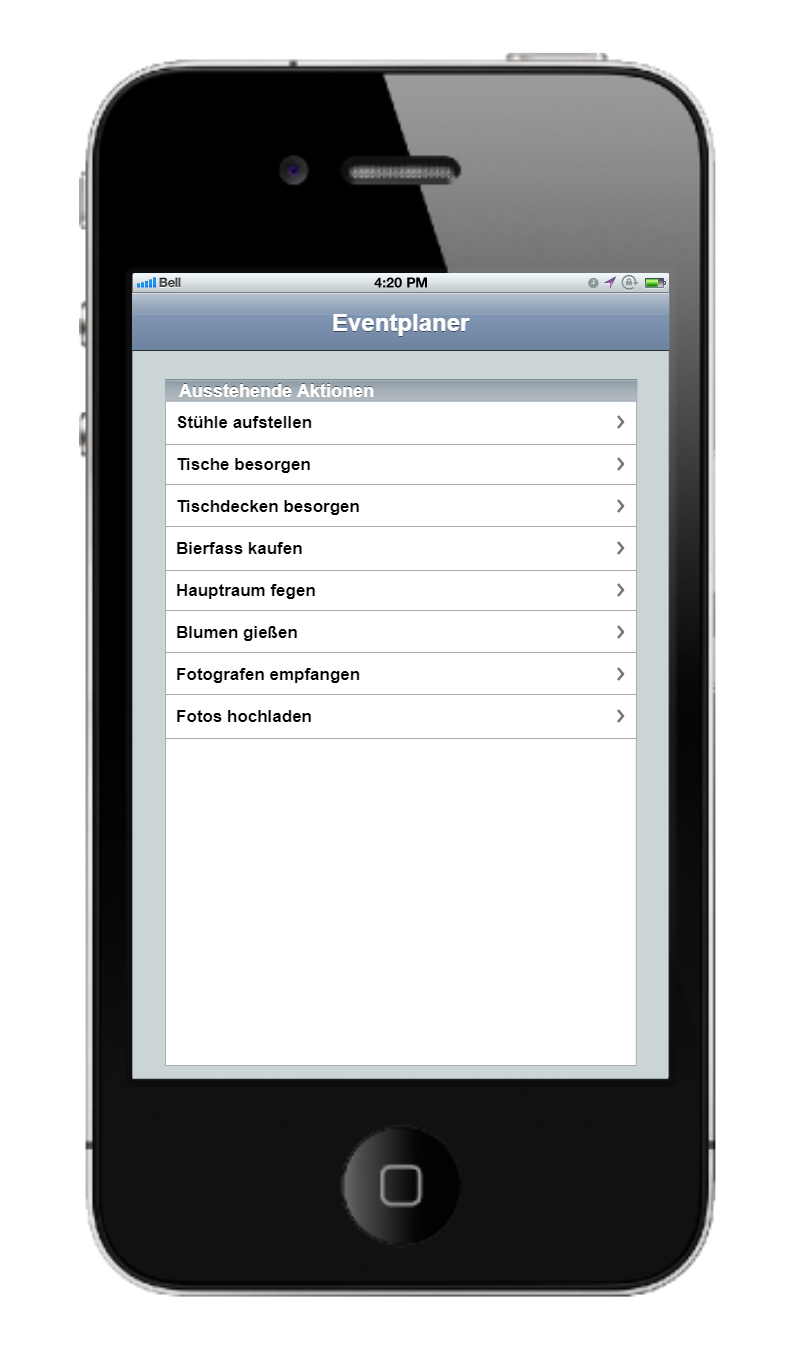 Bell 4:20 PM
Eventplaner
Ausstehende Aktionen
Stühle aufstellen
Tische besorgen
Tischdecken besorgen
Bierfass kaufen
Hauptraum fegen
Blumen gießen
Fotografen empfangen
Fotos hochladen